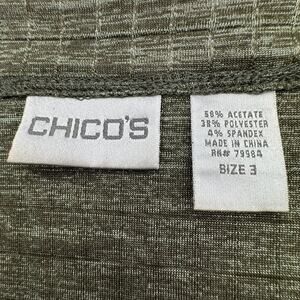 CHICO'S
58% ACETATE
38% POLYESTER
4% SPANDEX
MADE IN CHINA
RN# 79984
SIZE 3